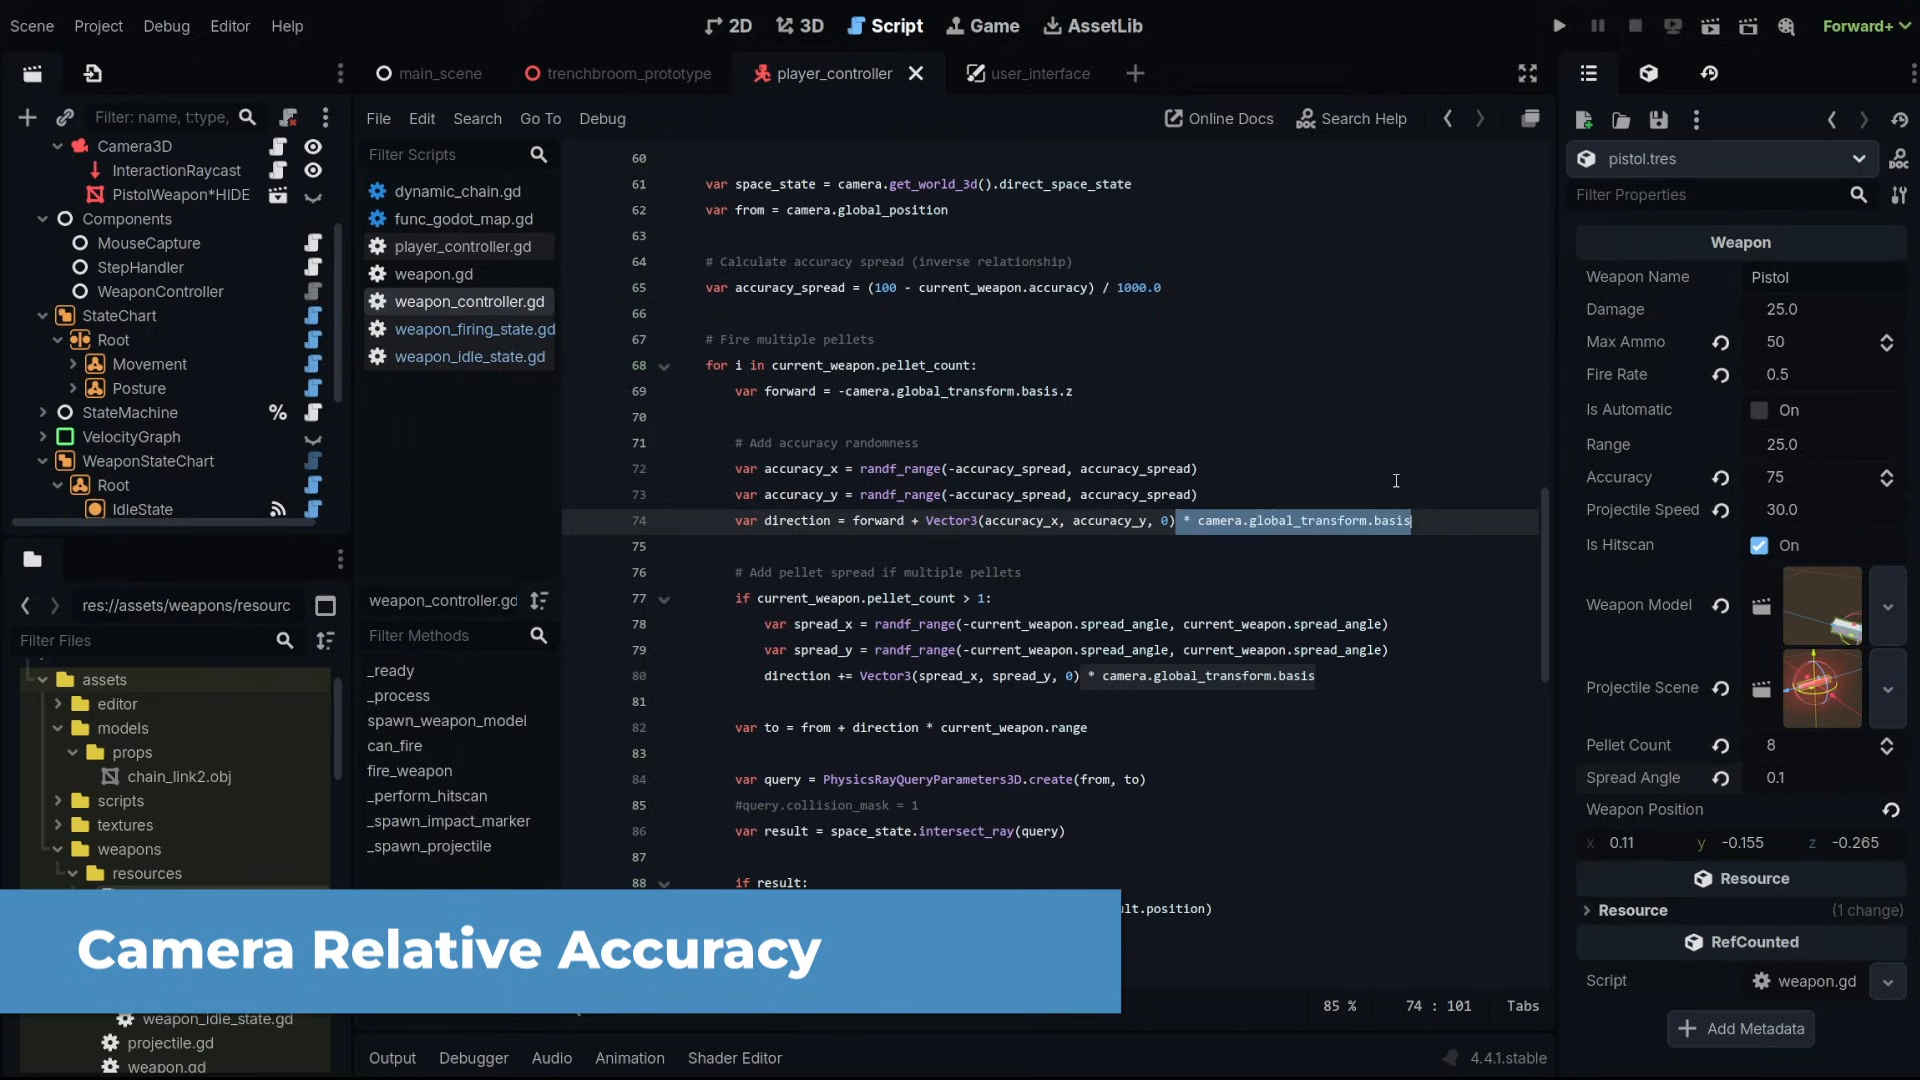 Scene Project Debug Editor Help
2D 3D Script Game AssetLib
Forward+
main_scene trenchbroom_prototype player_controller user_interface
Filter: name, t:type,
Camera3D
InteractionRaycast
PistolWeapon*HIDE
Components
MouseCapture
StepHandler
WeaponController
StateChart
Root
Movement
Posture
StateMachine %
VelocityGraph
WeaponStateChart
Root
IdleState
res://assets/weapons/resourc
Filter Files
assets
editor
models
props
chain_link2.obj
scripts
textures
weapons
resources
weapon_idle_state.gd
projectile.gd
weapon.gd
File Edit Search Go To Debug
Online Docs Search Help
Filter Scripts
dynamic_chain.gd
func_godot_map.gd
player_controller.gd
weapon.gd
weapon_controller.gd
weapon_firing_state.gd
weapon_idle_state.gd
weapon_controller.gd
Filter Methods
_ready
_process
spawn_weapon_model
can_fire
fire_weapon
_perform_hitscan
_spawn_impact_marker
_spawn_projectile
60
61 var space_state = camera.get_world_3d().direct_space_state
62 var from = camera.global_position
63
64 # Calculate accuracy spread (inverse relationship)
65 var accuracy_spread = (100 - current_weapon.accuracy) / 1000.0
66
67 # Fire multiple pellets
68 for i in current_weapon.pellet_count:
69 var forward = -camera.global_transform.basis.z
70
71 # Add accuracy randomness
72 var accuracy_x = randf_range(-accuracy_spread, accuracy_spread)
73 var accuracy_y = randf_range(-accuracy_spread, accuracy_spread)
74 var direction = forward + Vector3(accuracy_x, accuracy_y, 0) * camera.global_transform.basis
75
76 # Add pellet spread if multiple pellets
77 if current_weapon.pellet_count > 1:
78 var spread_x = randf_range(-current_weapon.spread_angle, current_weapon.spread_angle)
79 var spread_y = randf_range(-current_weapon.spread_angle, current_weapon.spread_angle)
80 direction += Vector3(spread_x, spread_y, 0) * camera.global_transform.basis
81
82 var to = from + direction * current_weapon.range
83
84 var query = PhysicsRayQueryParameters3D.create(from, to)
85 #query.collision_mask = 1
86 var result = space_state.intersect_ray(query)
87
88 if result:
ult.position)
Camera Relative Accuracy
85 % 74 : 101 Tabs
Output Debugger Audio Animation Shader Editor
4.4.1.stable
pistol.tres
Filter Properties
Weapon
Weapon Name Pistol
Damage 25.0
Max Ammo 50
Fire Rate 0.5
Is Automatic On
Range 25.0
Accuracy 75
Projectile Speed 30.0
Is Hitscan On
Weapon Model
Projectile Scene
Pellet Count 8
Spread Angle 0.1
Weapon Position
x 0.11 y -0.155 z -0.265
Resource
Resource (1 change)
RefCounted
Script weapon.gd
Add Metadata